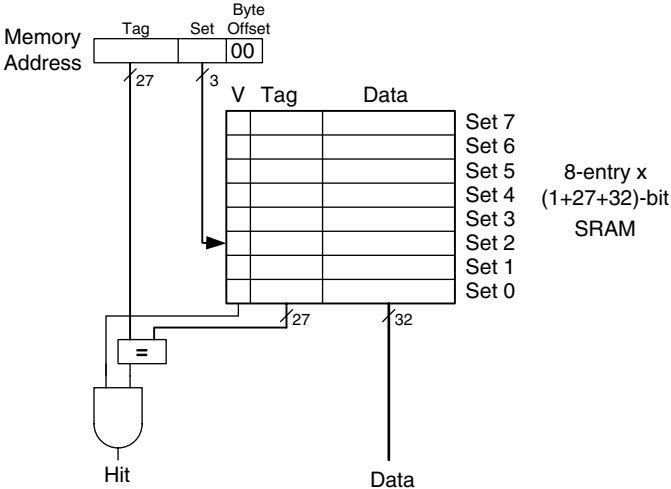 Byte
Tag Set Offset
Memory
Address
00
27 3
V Tag Data
Set 7
Set 6
Set 5
Set 4
Set 3
Set 2
Set 1
Set 0
8-entry x
(1+27+32)-bit
SRAM
27 32
=
Hit
Data